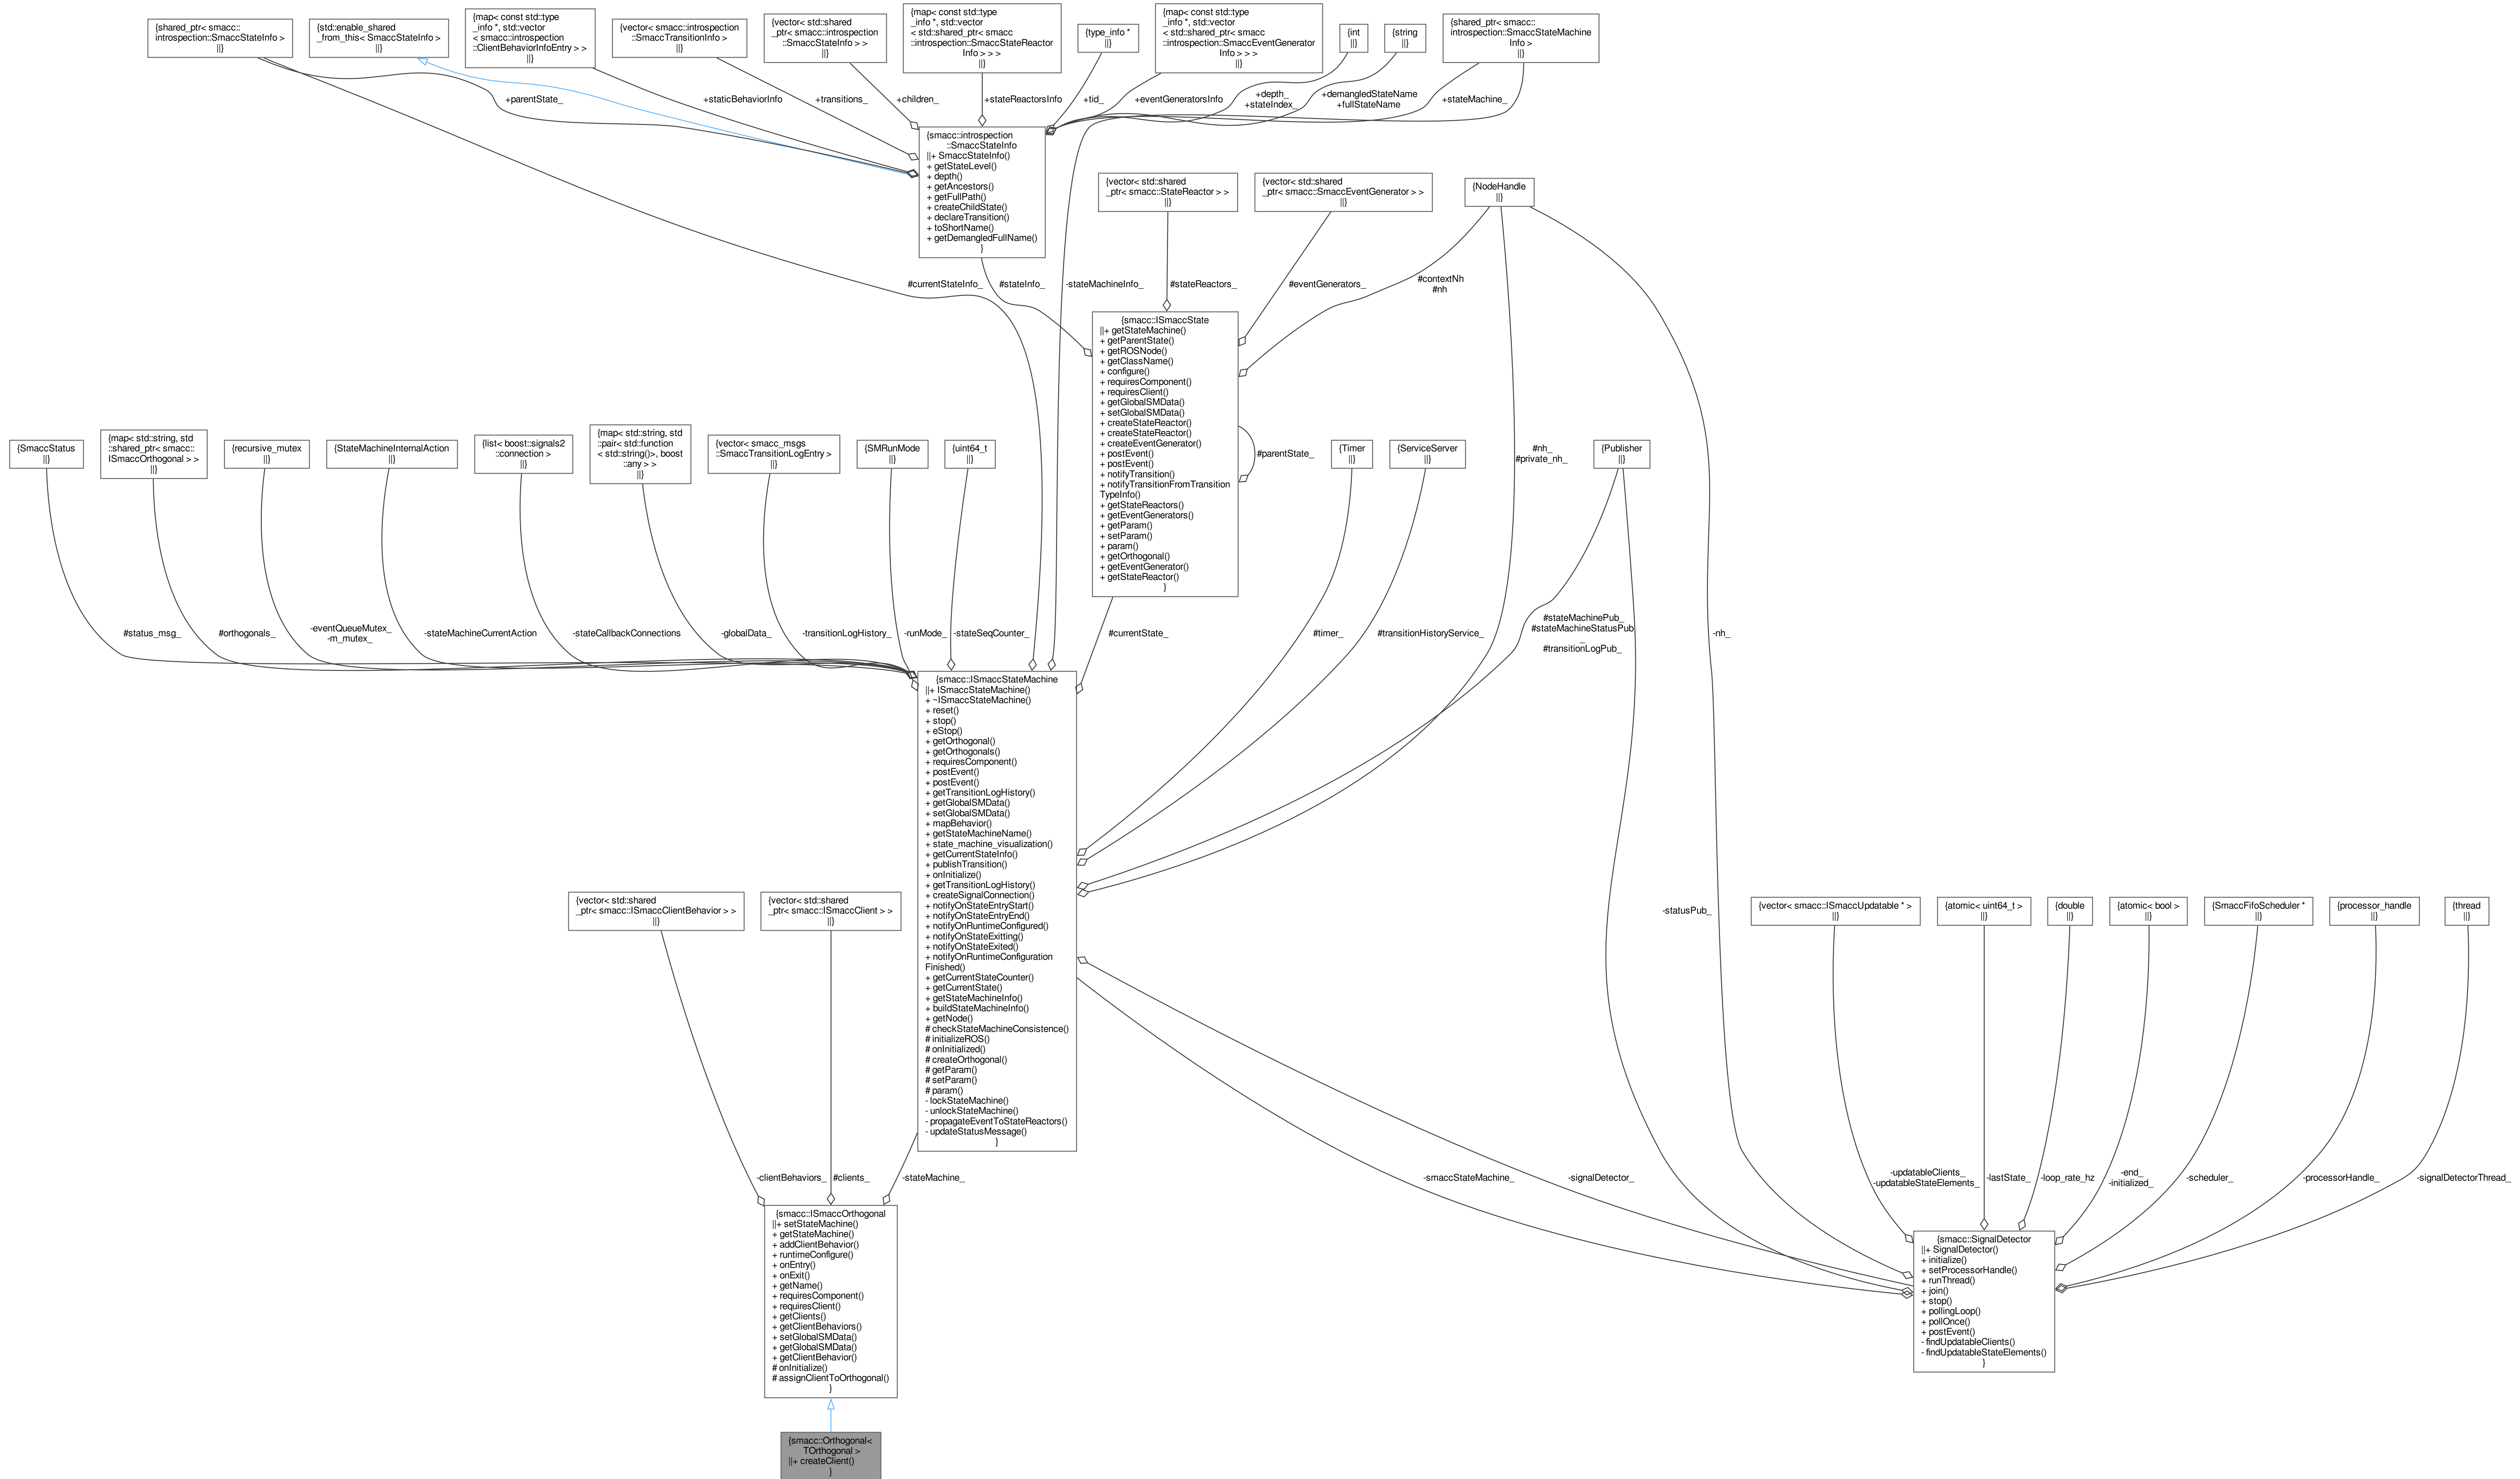 {shared_ptr< smacc::
introspection::SmaccStateInfo >
||}
{std::enable_shared
_from_this< SmaccStateInfo >
||}
{map< const std::type
_info *, std::vector
< smacc::introspection
::ClientBehaviorInfoEntry > >
||}
{vector< smacc::introspection
::SmaccTransitionInfo >
||}
{vector< std::shared
_ptr< smacc::introspection
::SmaccStateInfo > >
||}
{map< const std::type
_info *, std::vector
< std::shared_ptr< smacc
::introspection::SmaccStateReactor
Info > > >
||}
{type_info *
||}
{map< const std::type
_info *, std::vector
< std::shared_ptr< smacc
::introspection::SmaccEventGenerator
Info > > >
||}
{int
||}
{string
||}
{shared_ptr< smacc::
introspection::SmaccStateMachine
Info >
||}
+parentState_
+staticBehaviorInfo
+transitions_
+children_
+stateReactorsInfo
+tid_
+eventGeneratorsInfo
+depth_
+stateIndex_
+demangledStateName
+fullStateName
+stateMachine_
{smacc::introspection
::SmaccStateInfo
||+ SmaccStateInfo()
+ getStateLevel()
+ depth()
+ getAncestors()
+ getFullPath()
+ createChildState()
+ declareTransition()
+ toShortName()
+ getDemangledFullName()
}
{vector< std::shared
_ptr< smacc::StateReactor > >
||}
{vector< std::shared
_ptr< smacc::SmaccEventGenerator > >
||}
{NodeHandle
||}
#currentStateInfo_
#stateInfo_
-stateMachineInfo_
#stateReactors_
#eventGenerators_
#contextNh
#nh
{smacc::ISmaccState
||+ getStateMachine()
+ getParentState()
+ getROSNode()
+ getClassName()
+ configure()
+ requiresComponent()
+ requiresClient()
+ getGlobalSMData()
+ setGlobalSMData()
+ createStateReactor()
+ createStateReactor()
+ createEventGenerator()
+ postEvent()
+ postEvent()
+ notifyTransition()
+ notifyTransitionFromTransition
TypeInfo()
+ getStateReactors()
+ getEventGenerators()
+ getParam()
+ setParam()
+ param()
+ getOrthogonal()
+ getEventGenerator()
+ getStateReactor()
}
#parentState_
{SmaccStatus
||}
{map< std::string, std
::shared_ptr< smacc::
ISmaccOrthogonal > >
||}
{recursive_mutex
||}
{StateMachineInternalAction
||}
{list< boost::signals2
::connection >
||}
{map< std::string, std
::pair< std::function
< std::string()>, boost
::any > >
||}
{vector< smacc_msgs
::SmaccTransitionLogEntry >
||}
{SMRunMode
||}
{uint64_t
||}
{Timer
||}
{ServiceServer
||}
#nh_
#private_nh_
{Publisher
||}
#status_msg_
#orthogonals_
-eventQueueMutex_
-m_mutex_
-stateMachineCurrentAction
-stateCallbackConnections
-globalData_
-transitionLogHistory_
-runMode_
-stateSeqCounter_
#currentState_
#timer_
#transitionHistoryService_
#stateMachinePub_
#stateMachineStatusPub
_
#transitionLogPub_
-nh_
{smacc::ISmaccStateMachine
||+ ISmaccStateMachine()
+ ~ISmaccStateMachine()
+ reset()
+ stop()
+ eStop()
+ getOrthogonal()
+ getOrthogonals()
+ requiresComponent()
+ postEvent()
+ postEvent()
+ getTransitionLogHistory()
+ getGlobalSMData()
+ setGlobalSMData()
+ mapBehavior()
+ getStateMachineName()
+ state_machine_visualization()
+ getCurrentStateInfo()
+ publishTransition()
+ onInitialize()
+ getTransitionLogHistory()
+ createSignalConnection()
+ notifyOnStateEntryStart()
+ notifyOnStateEntryEnd()
+ notifyOnRuntimeConfigured()
+ notifyOnStateExitting()
+ notifyOnStateExited()
+ notifyOnRuntimeConfiguration
Finished()
+ getCurrentStateCounter()
+ getCurrentState()
+ getStateMachineInfo()
+ buildStateMachineInfo()
+ getNode()
# checkStateMachineConsistence()
# initializeROS()
# onInitialized()
# createOrthogonal()
# getParam()
# setParam()
# param()
- lockStateMachine()
- unlockStateMachine()
- propagateEventToStateReactors()
- updateStatusMessage()
}
{vector< std::shared
_ptr< smacc::ISmaccClientBehavior > >
||}
{vector< std::shared
_ptr< smacc::ISmaccClient > >
||}
-statusPub_
{vector< smacc::ISmaccUpdatable * >
||}
{atomic< uint64_t >
||}
{double
||}
{atomic< bool >
||}
{SmaccFifoScheduler *
||}
{processor_handle
||}
{thread
||}
-clientBehaviors_
#clients_
-stateMachine_
-smaccStateMachine_
-signalDetector_
-updatableClients_
-updatableStateElements_
-lastState_
-loop_rate_hz
-end_
-initialized_
-scheduler_
-processorHandle_
-signalDetectorThread_
{smacc::ISmaccOrthogonal
||+ setStateMachine()
+ getStateMachine()
+ addClientBehavior()
+ runtimeConfigure()
+ onEntry()
+ onExit()
+ getName()
+ requiresComponent()
+ requiresClient()
+ getClients()
+ getClientBehaviors()
+ setGlobalSMData()
+ getGlobalSMData()
+ getClientBehavior()
# onInitialize()
# assignClientToOrthogonal()
}
{smacc::SignalDetector
||+ SignalDetector()
+ initialize()
+ setProcessorHandle()
+ runThread()
+ join()
+ stop()
+ pollingLoop()
+ pollOnce()
+ postEvent()
- findUpdatableClients()
- findUpdatableStateElements()
}
{smacc::Orthogonal<
TOrthogonal >
||+ createClient()
}